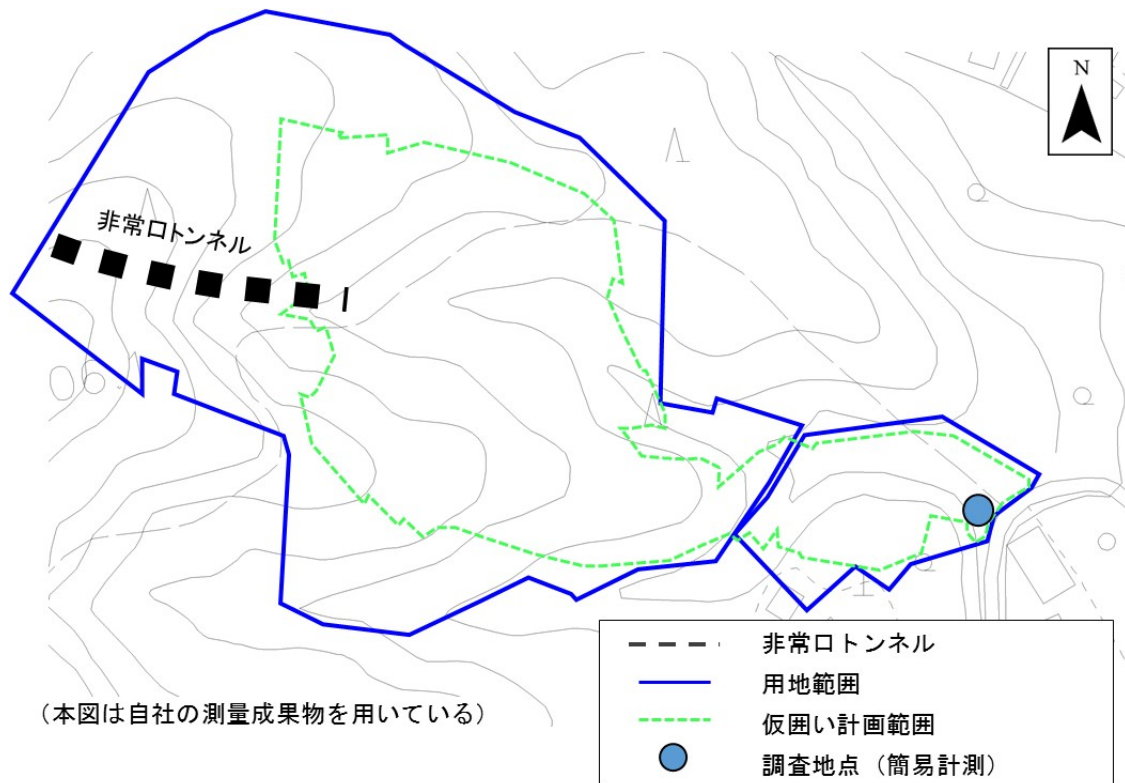 N
非常口トンネル
非常口トンネル
用地範囲
仮囲い計画範囲
調査地点（簡易計測）
（本図は自社の測量成果物を用いている）